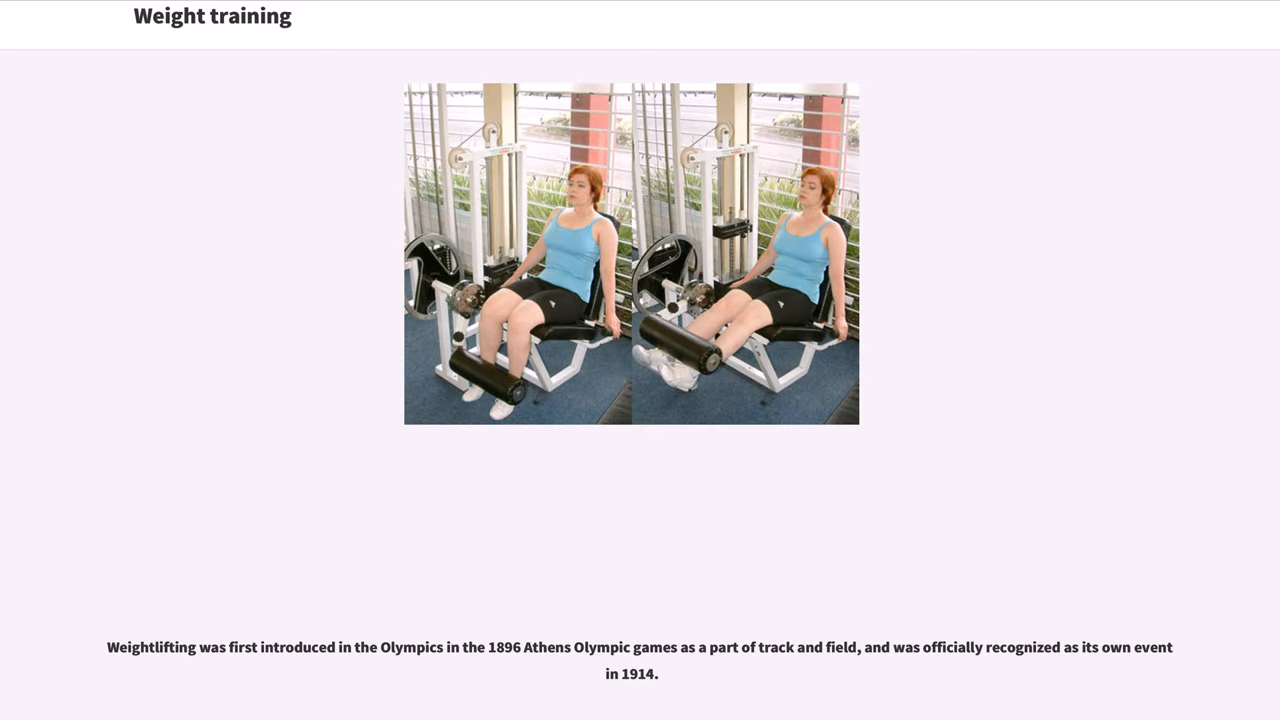 Weight training
Weightlifting was first introduced in the Olympics in the 1896 Athens Olympic games as a part of track and field, and was officially recognized as its own event
in 1914.